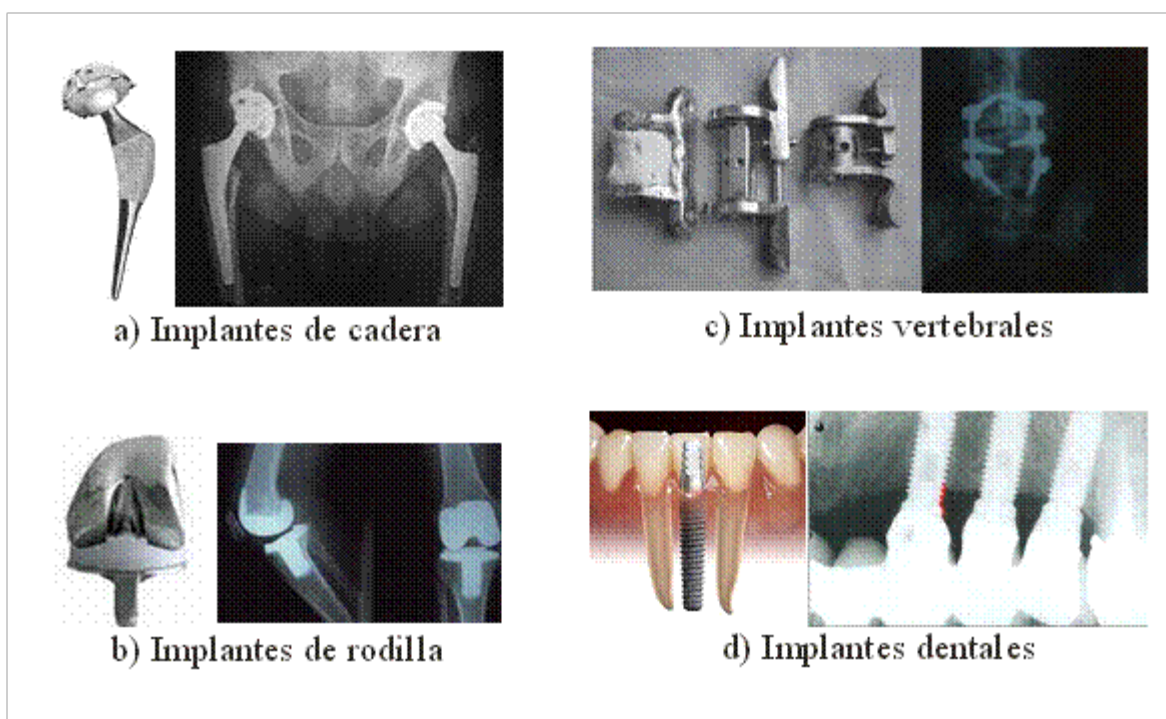 a) Implantes de cadera
b) Implantes de rodilla
c) Implantes vertebrales
d) Implantes dentales